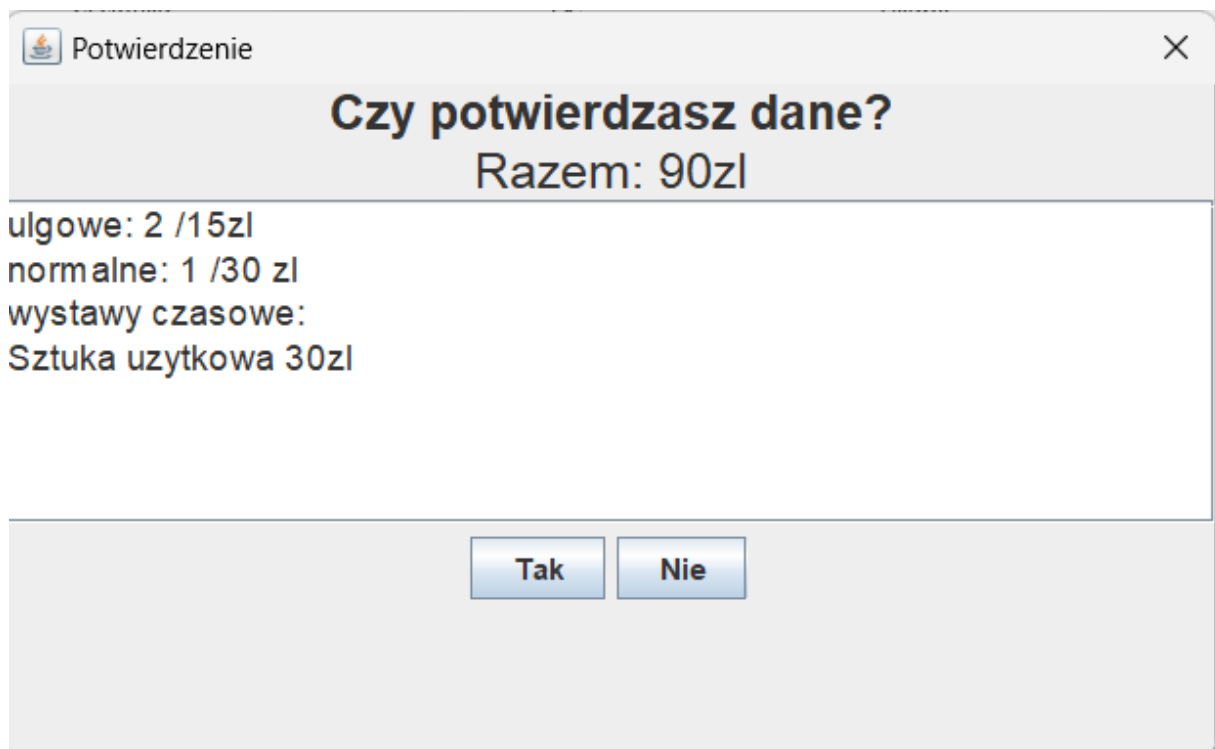 Potwierdzenie
Czy potwierdzasz dane?
Razem: 90zl
ulgowe: 2 /15zl
normalne: 1 /30 zl
wystawy czasowe:
Sztuka uzytkowa 30zl
Tak Nie